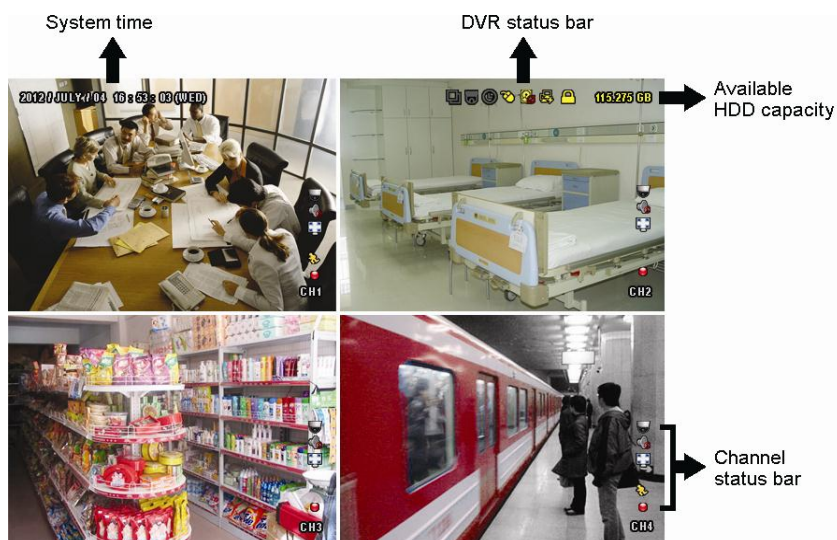 System time
DVR status bar
2012 / JULY / 04 16 : 53 : 03 (WED)
115.275 GB
Available
HDD capacity
CH1
CH2
CH3
CH4
Channel
status bar